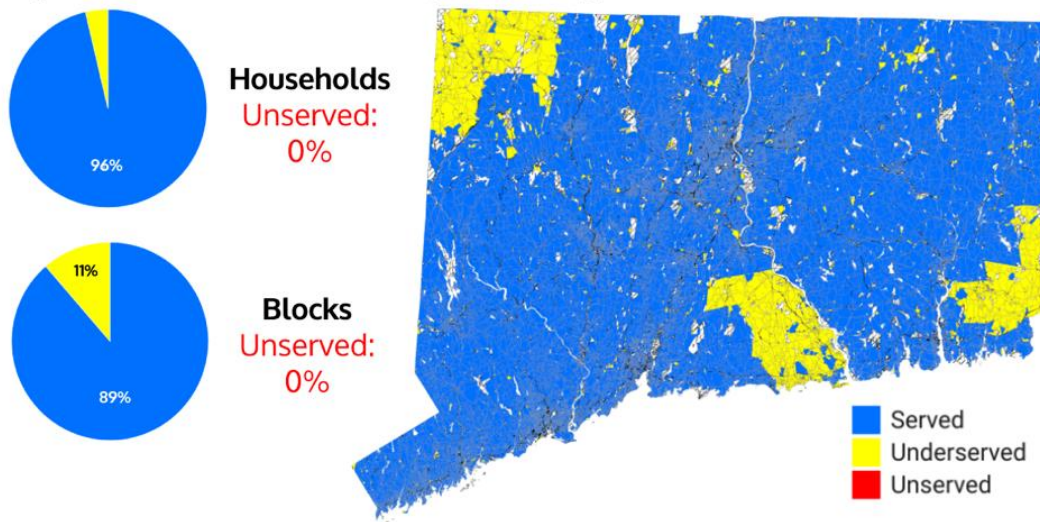 96%
Households
Unserved:
0%
11%
89%
Blocks
Unserved:
0%
Served
Underserved
Unserved